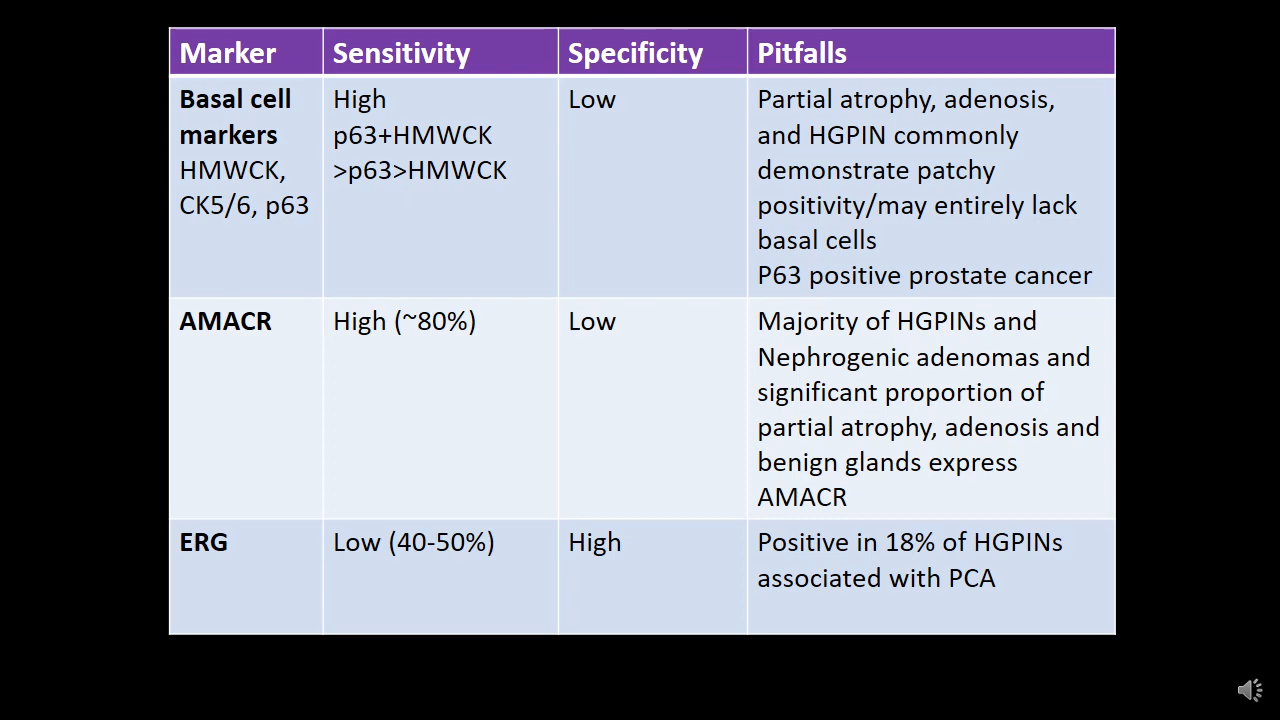 Marker
Sensitivity
Specificity
Pitfalls
Basal cell
markers
HMWCK,
CK5/6, p63
High
p63+HMWCK
>p63>HMWCK
Low
Partial atrophy, adenosis,
and HGPIN commonly
demonstrate patchy
positivity/may entirely lack
basal cells
P63 positive prostate cancer
AMACR
High (~80%)
Low
Majority of HGPINs and
Nephrogenic adenomas and
significant proportion of
partial atrophy, adenosis and
benign glands express
AMACR
ERG
Low (40-50%)
High
Positive in 18% of HGPINs
associated with PCA